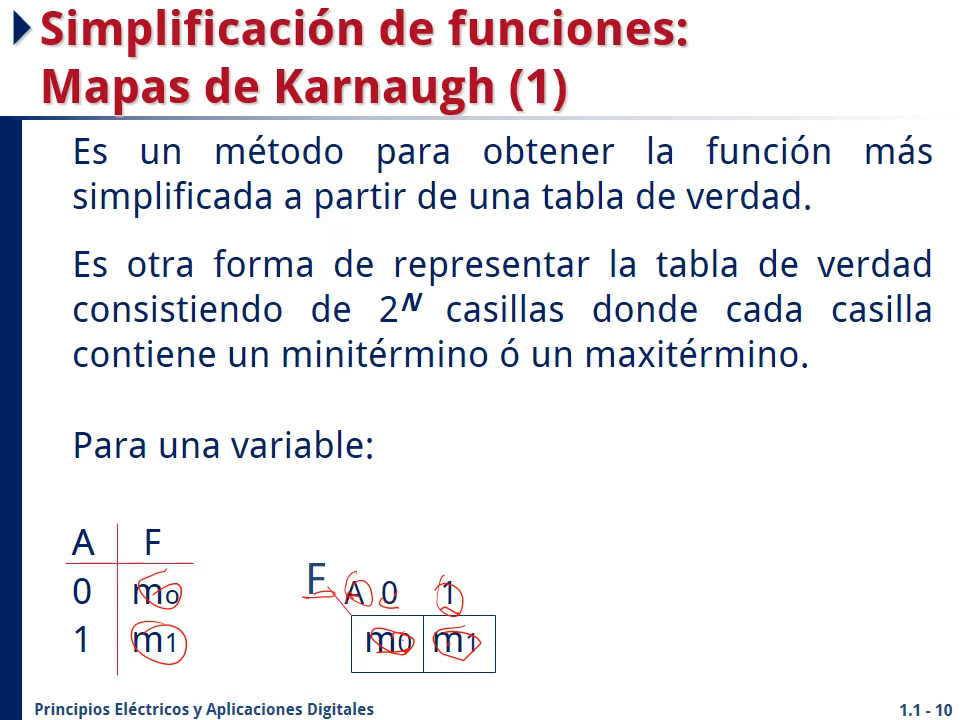 Simplificación de funciones:
Mapas de Karnaugh (1)
Es un método para obtener la función más
simplificada a partir de una tabla de verdad.
Es otra forma de representar la tabla de verdad
consistiendo de 2ᴺ casillas donde cada casilla
contiene un minitérmino ó un maxitérmino.
Para una variable:
A F
0 m0
1 m1
F A 0 1
m0 m1
Principios Eléctricos y Aplicaciones Digitales 1.1 - 10